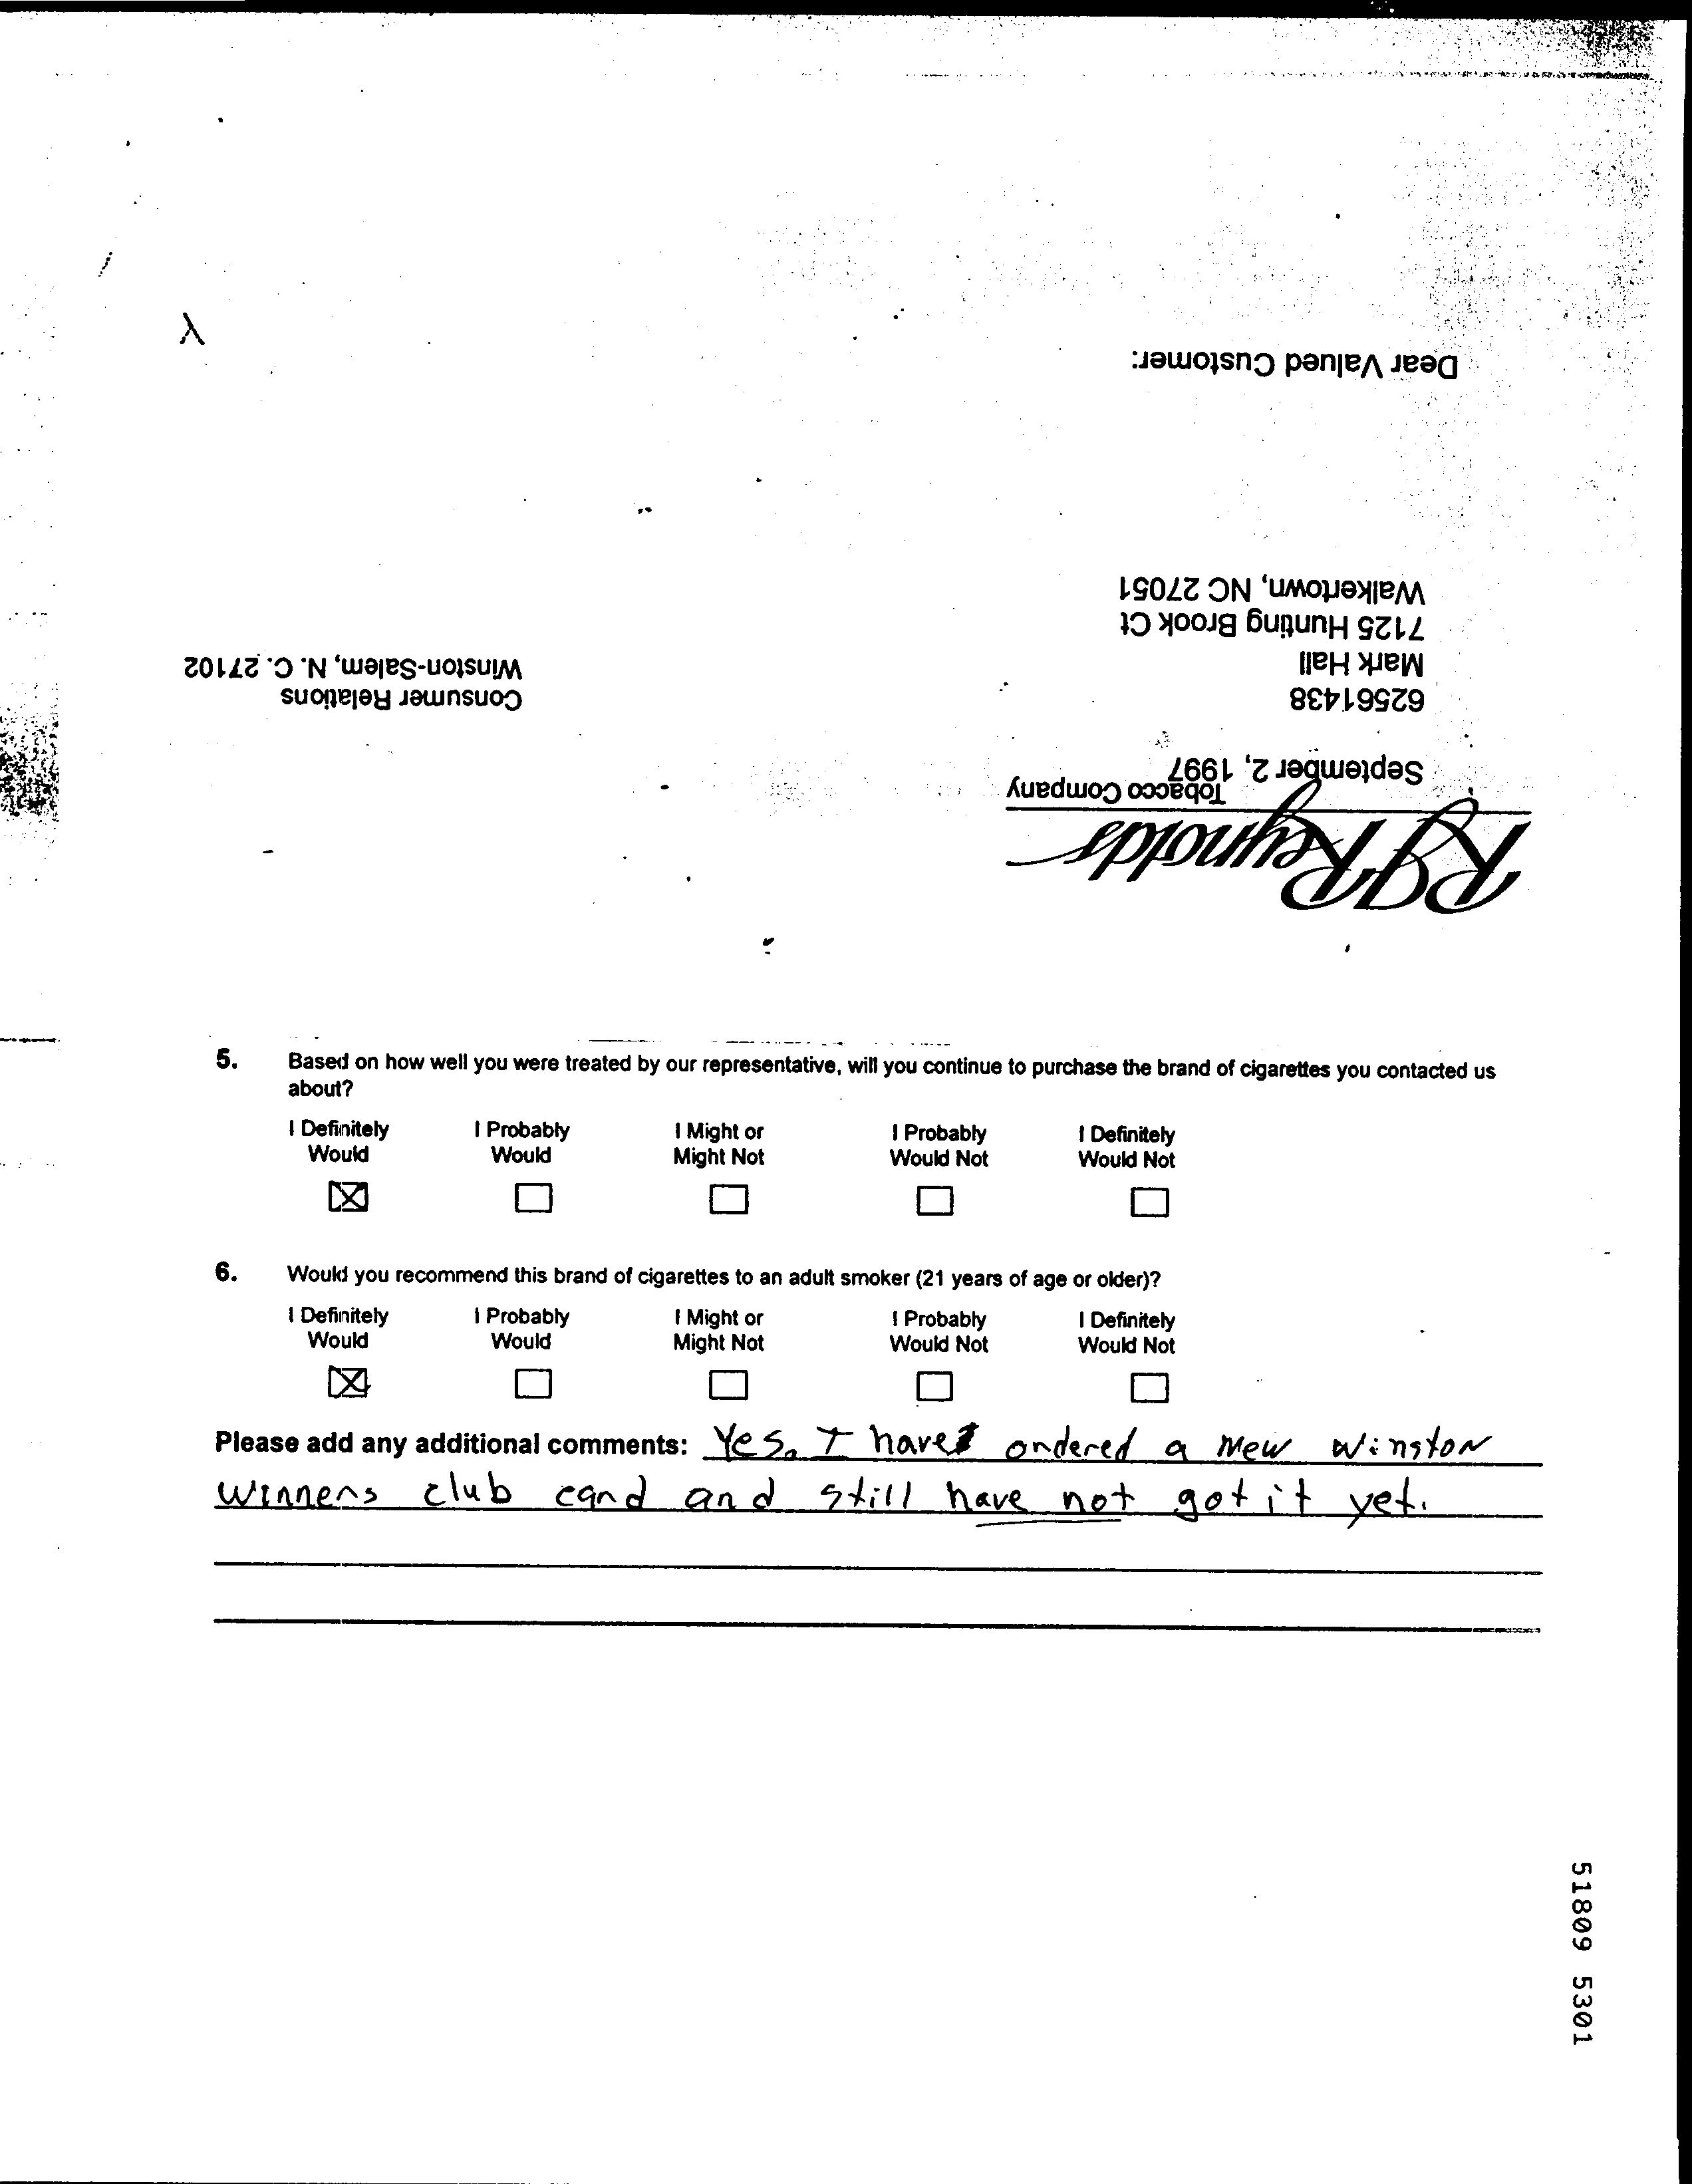 RJReynolds
Tobacco Company
September 2, 1997
62561438
Mark Hall
7125 Hunting Brook Ct
Walkertown, NC 27051
Consumer Relations
Winston-Salem, N. C. 27102
Dear Valued Customer:
5. Based on how well you were treated by our representative, will you continue to purchase the brand of cigarettes you contacted us
about?
I Definitely I Probably I Might or I Probably I Definitely
Would Would Might Not Would Not Would Not
6. Would you recommend this brand of cigarettes to an adult smoker (21 years of age or older)?
I Definitely I Probably I Might or I Probably I Definitely
Would Would Might Not Would Not Would Not
Please add any additional comments: Yes. I have ordered a new Winston
Winners club card and still have not got it yet.
51809 5301